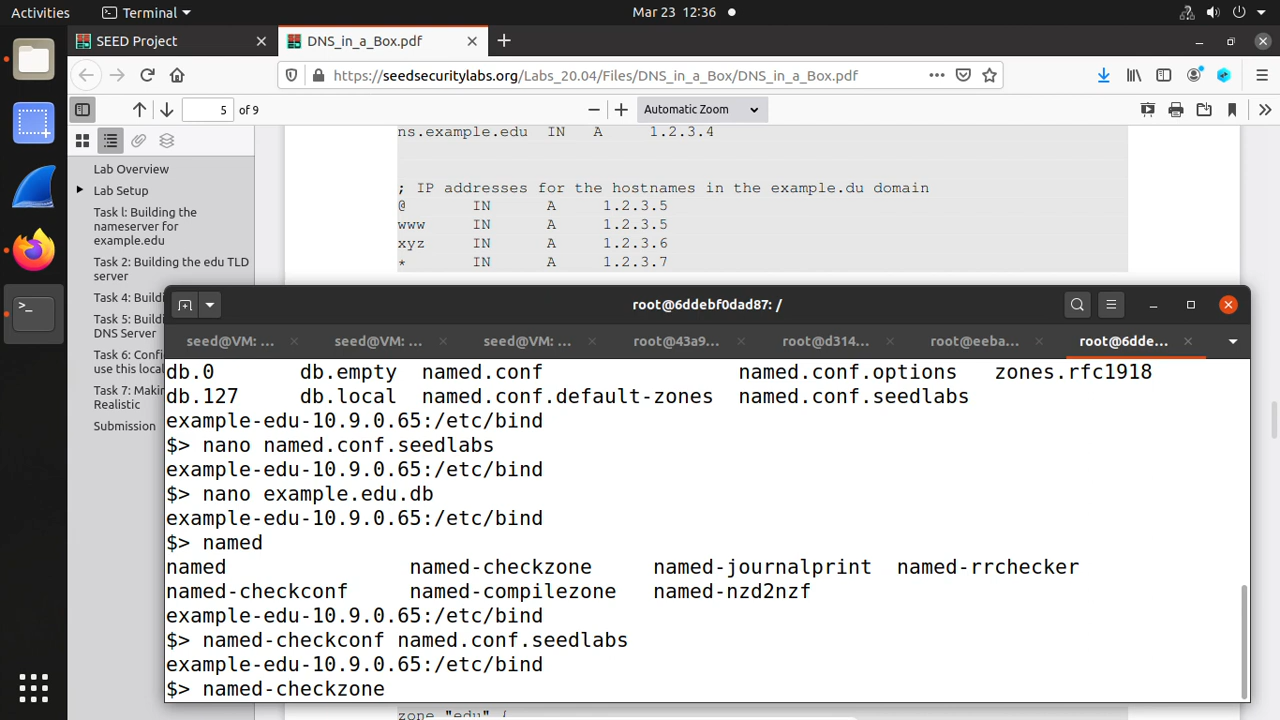 Activities Terminal Mar 23 12:36
SEED Project DNS_in_a_Box.pdf
https://seedsecuritylabs.org/Labs_20.04/Files/DNS_in_a_Box/DNS_in_a_Box.pdf
5 of 9 Automatic Zoom
Lab Overview
Lab Setup
Task l: Building the
nameserver for
example.edu
Task 2: Building the edu TLD
server
Task 4: Buildi
Task 5: Buildi
DNS Server
Task 6: Confi
use this local
Task 7: Makin
Realistic
Submission
ns.example.edu IN A 1.2.3.4
; IP addresses for the hostnames in the example.du domain
@ IN A 1.2.3.5
www IN A 1.2.3.5
xyz IN A 1.2.3.6
* IN A 1.2.3.7
root@6ddebf0dad87: /
seed@VM: ... seed@VM: ... seed@VM: ... root@43a9... root@d314... root@eeba... root@6dde...
db.0 db.empty named.conf named.conf.options zones.rfc1918
db.127 db.local named.conf.default-zones named.conf.seedlabs
example-edu-10.9.0.65:/etc/bind
$> nano named.conf.seedlabs
example-edu-10.9.0.65:/etc/bind
$> nano example.edu.db
example-edu-10.9.0.65:/etc/bind
$> named
named named-checkzone named-journalprint named-rrchecker
named-checkconf named-compilezone named-nzd2nzf
example-edu-10.9.0.65:/etc/bind
$> named-checkconf named.conf.seedlabs
example-edu-10.9.0.65:/etc/bind
$> named-checkzone
zone "edu" {